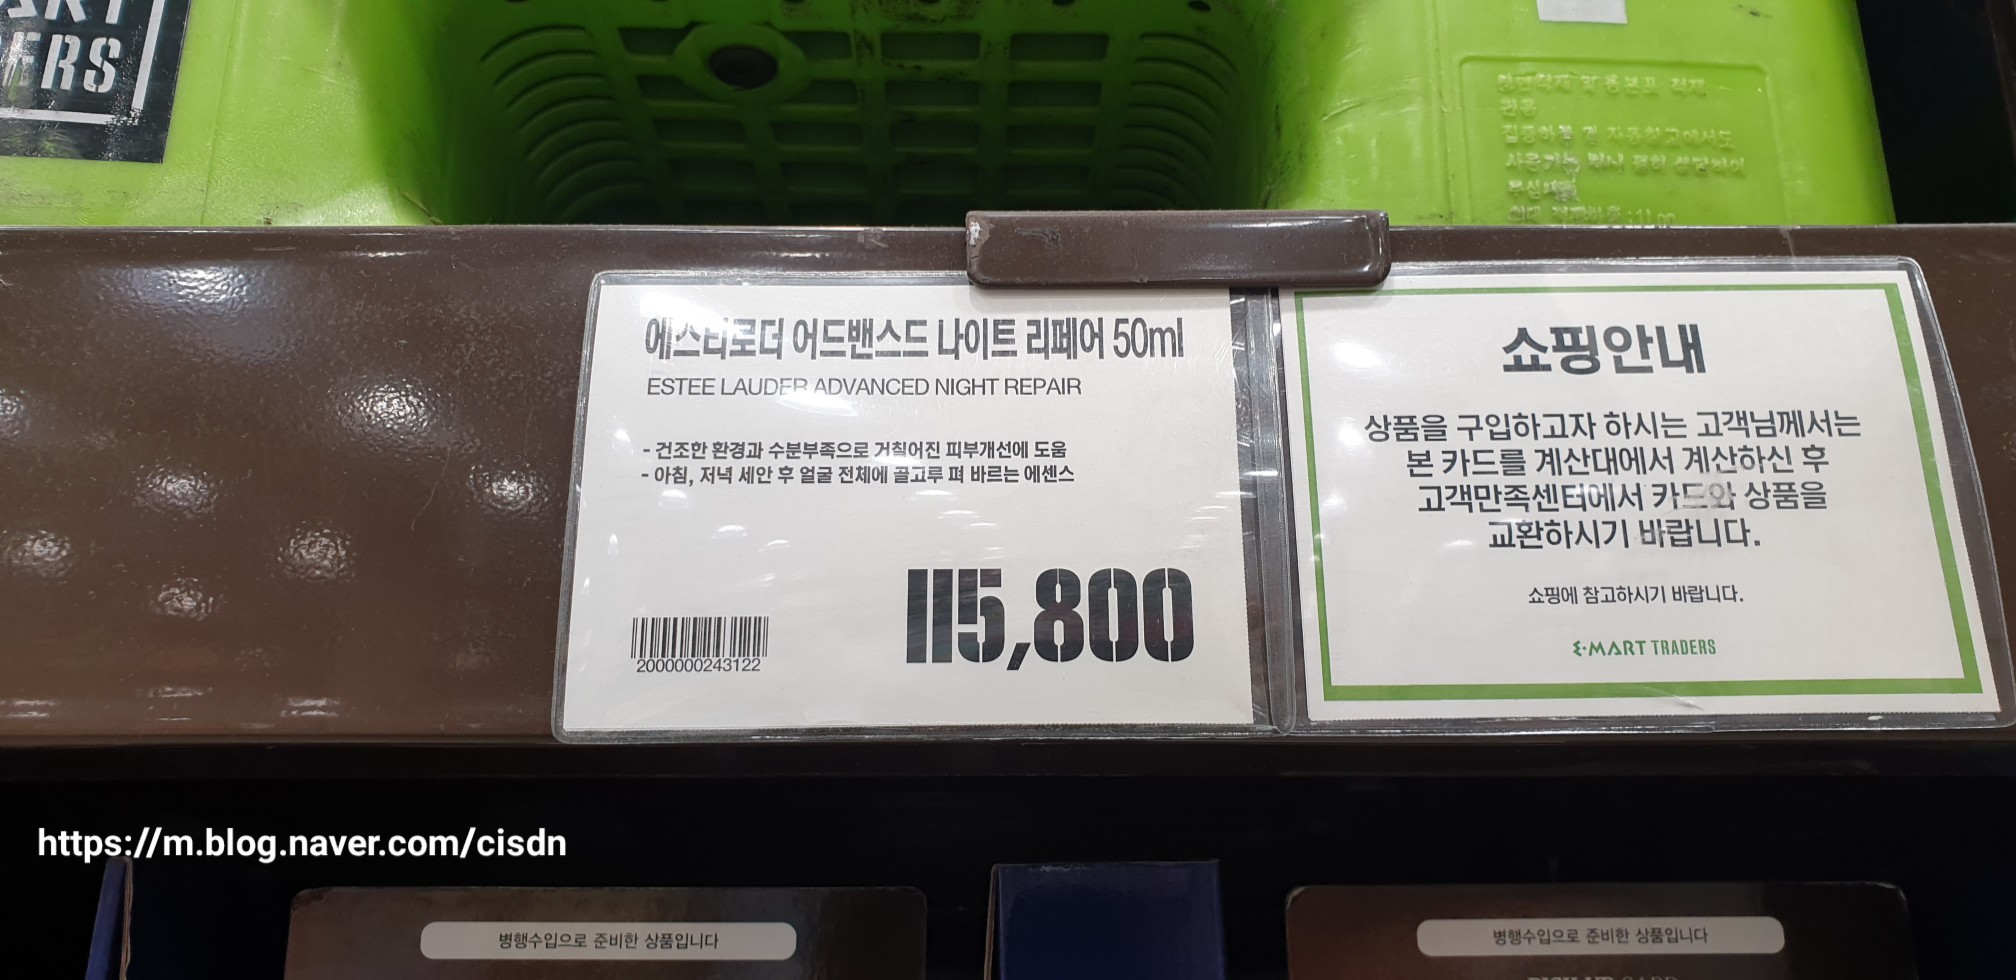 ERS
에스티로더 어드밴스드 나이트 리페어 50ml
ESTEE LAUDER ADVANCED NIGHT REPAIR
- 건조한 환경과 수분부족으로 거칠어진 피부개선에 도움
- 아침, 저녁 세안 후 얼굴 전체에 골고루 펴 바르는 에센스
115,800
2000000243122
쇼핑안내
상품을 구입하고자 하시는 고객님께서는
본 카드를 계산대에서 계산하신 후
고객만족센터에서 카드와 상품을
교환하시기 바랍니다.
쇼핑에 참고하시기 바랍니다.
E·MART TRADERS
https://m.blog.naver.com/cisdn
병행수입으로 준비한 상품입니다
병행수입으로 준비한 상품입니다